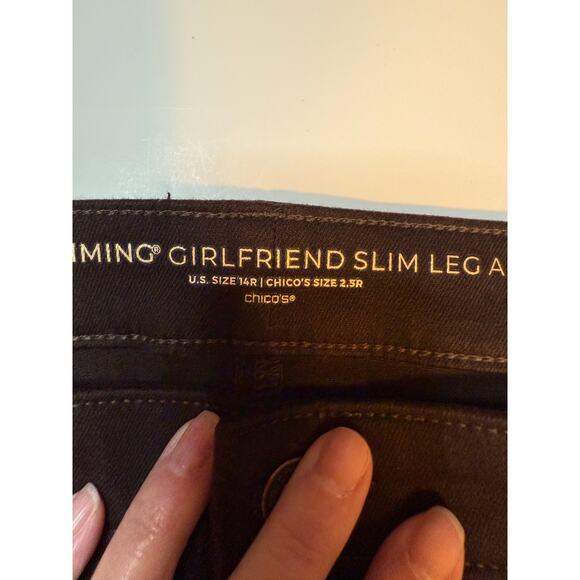 IMING® GIRLFRIEND SLIM LEG A
U.S. SIZE 14R | CHICO'S SIZE 2.5R
chico's®